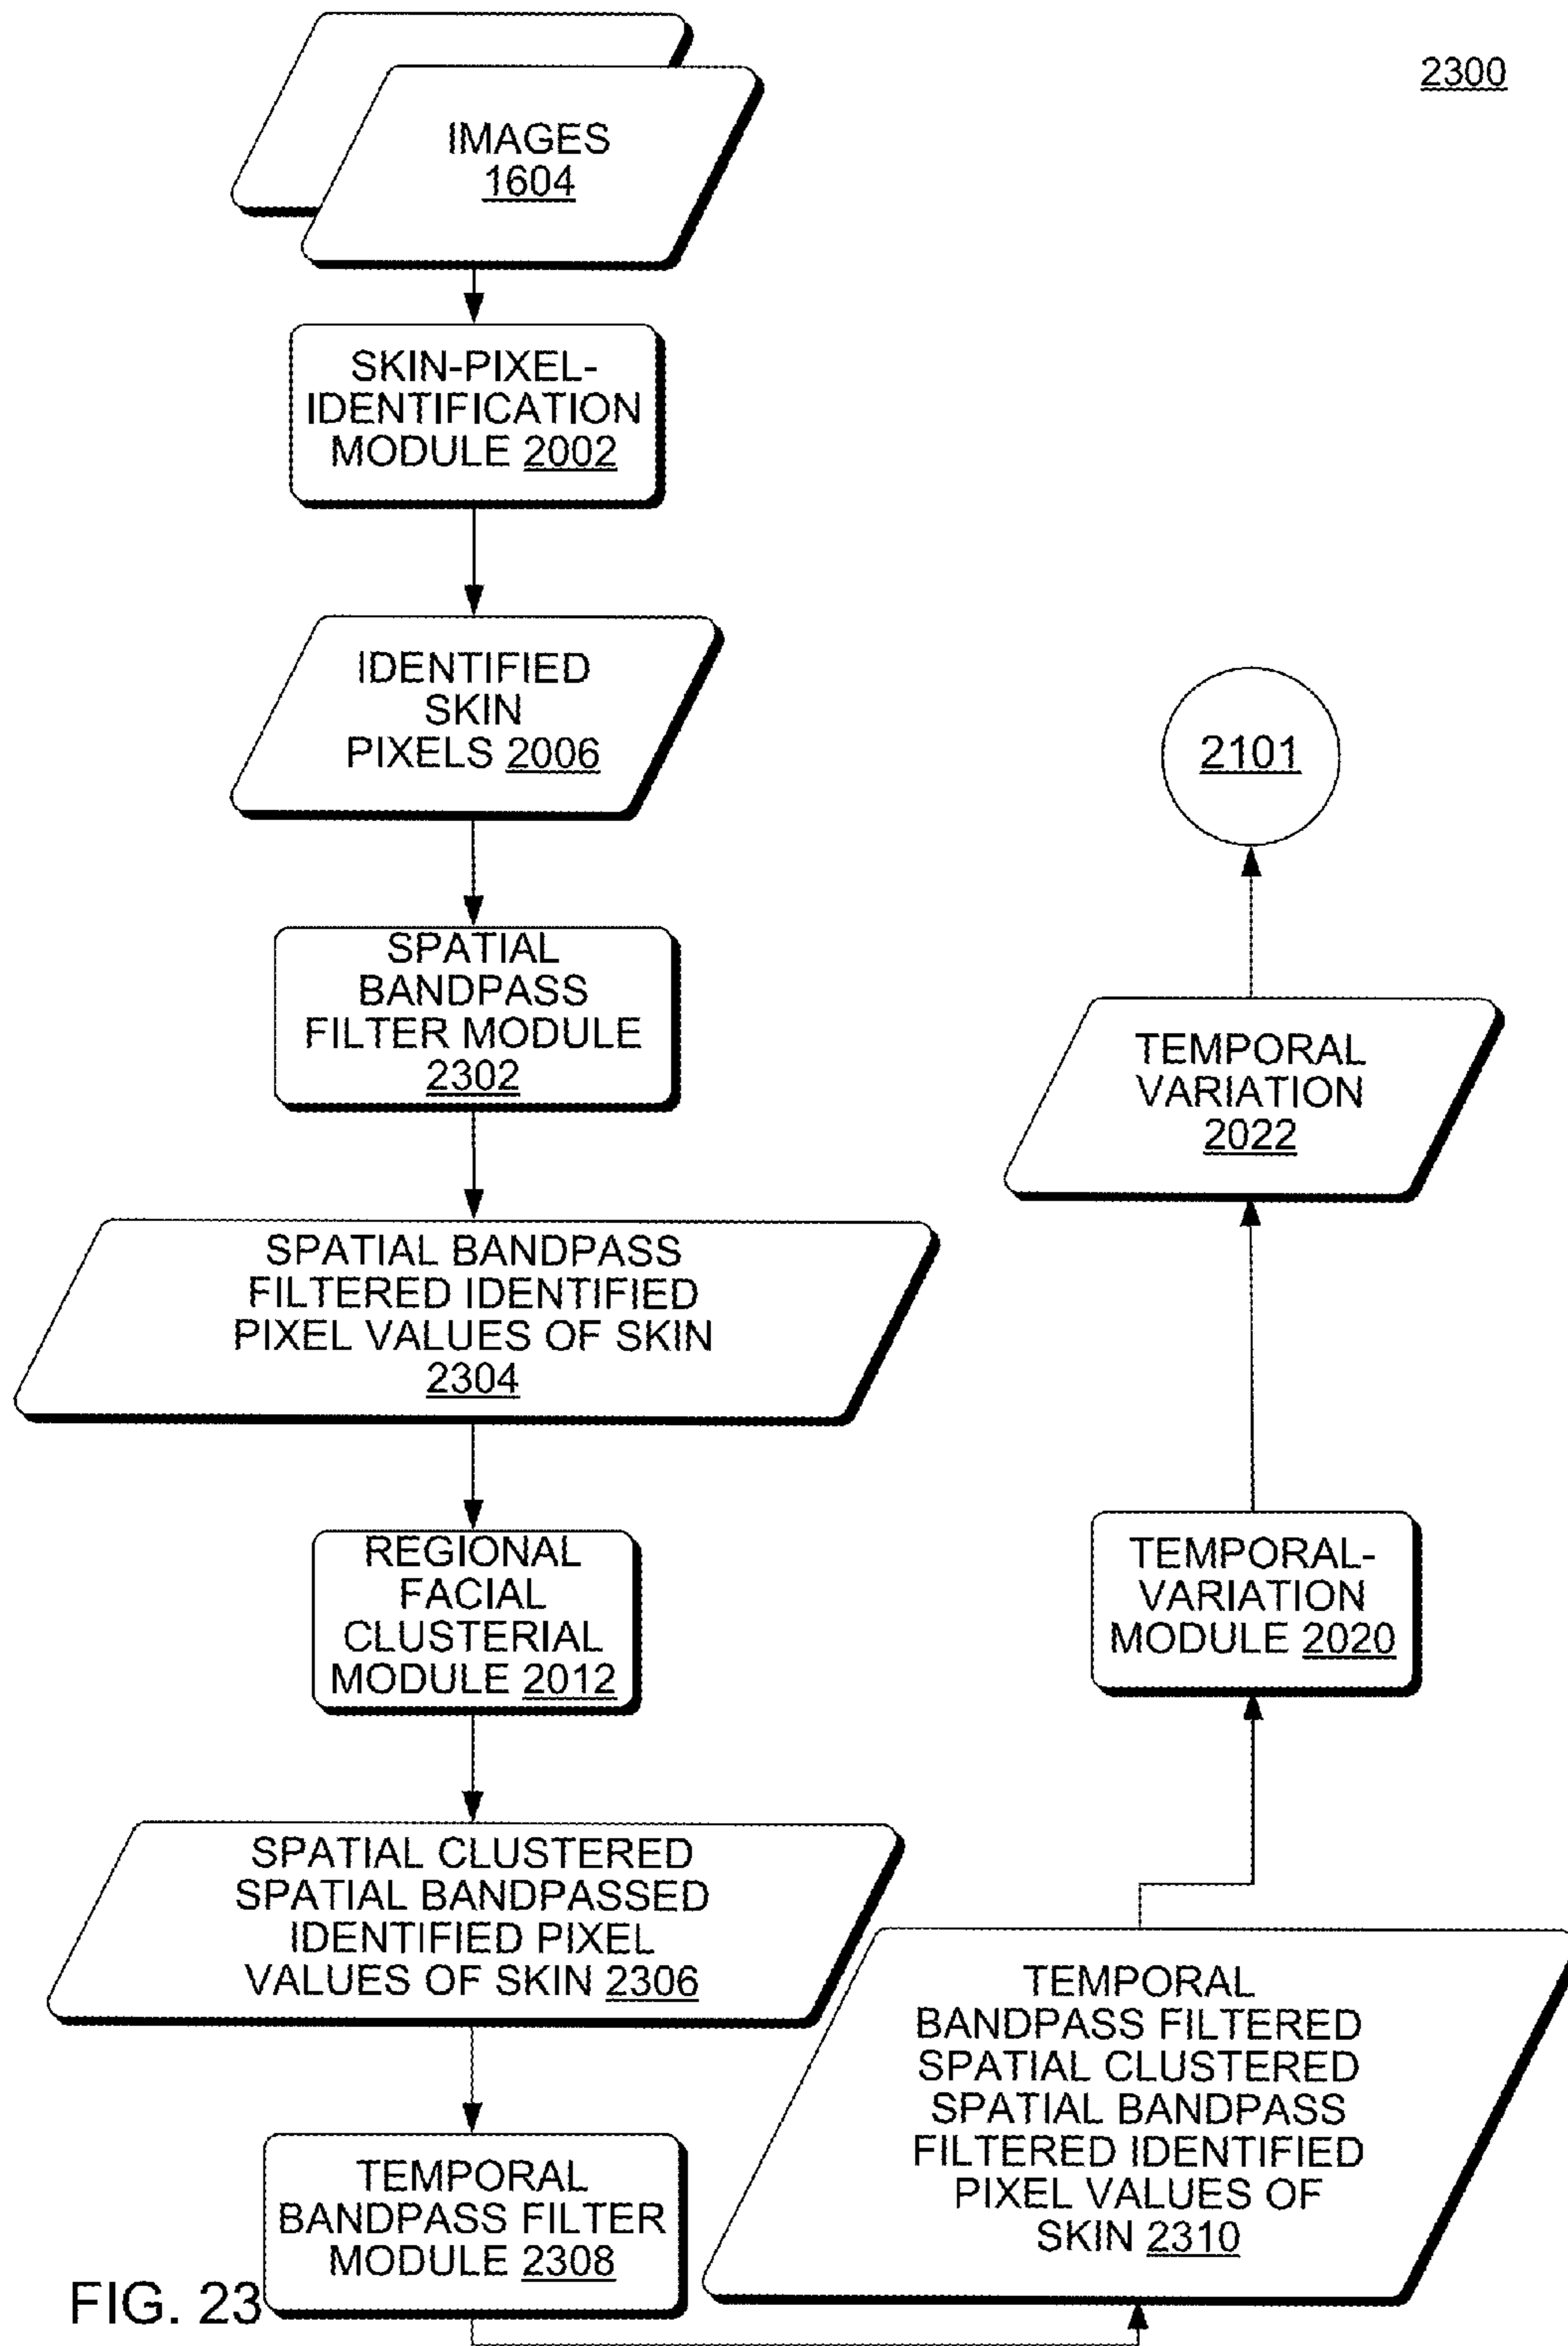 2300
IMAGES
1604
SKIN-PIXEL-
IDENTIFICATION
MODULE 2002
IDENTIFIED
SKIN
PIXELS 2006
SPATIAL
BANDPASS
FILTER MODULE
2302
SPATIAL BANDPASS
FILTERED IDENTIFIED
PIXEL VALUES OF SKIN
2304
REGIONAL
FACIAL
CLUSTERIAL
MODULE 2012
SPATIAL CLUSTERED
SPATIAL BANDPASSED
IDENTIFIED PIXEL
VALUES OF SKIN 2306
TEMPORAL
BANDPASS FILTER
MODULE 2308
TEMPORAL
BANDPASS FILTERED
SPATIAL CLUSTERED
SPATIAL BANDPASS
FILTERED IDENTIFIED
PIXEL VALUES OF
SKIN 2310
TEMPORAL-
VARIATION
MODULE 2020
TEMPORAL
VARIATION
2022
2101
FIG. 23